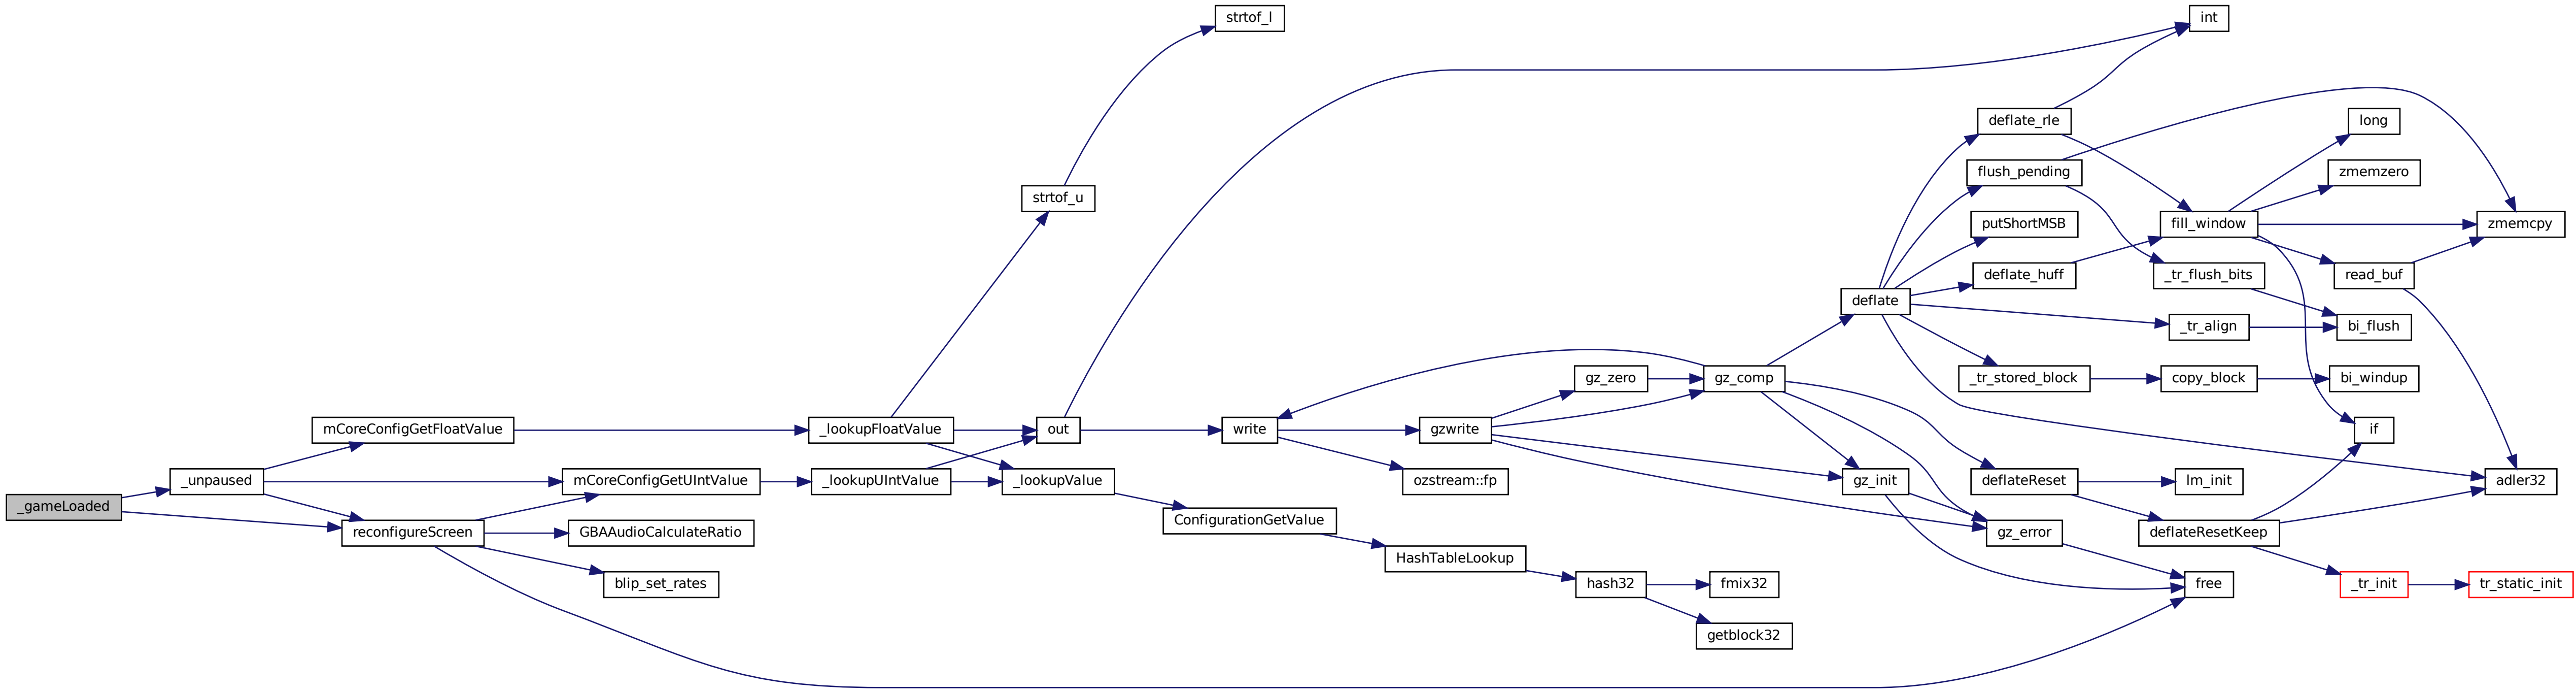 strtof_l
int
deflate_rle
long
flush_pending
zmemzero
strtof_u
putShortMSB
fill_window
zmemcpy
deflate_huff
_tr_flush_bits
read_buf
deflate
_tr_align
bi_flush
gz_zero
gz_comp
_tr_stored_block
copy_block
bi_windup
mCoreConfigGetFloatValue
_lookupFloatValue
out
write
gzwrite
if
_unpaused
mCoreConfigGetUIntValue
_lookupUIntValue
_lookupValue
ozstream::fp
gz_init
deflateReset
lm_init
adler32
_gameLoaded
reconfigureScreen
GBAAudioCalculateRatio
ConfigurationGetValue
gz_error
deflateResetKeep
HashTableLookup
blip_set_rates
hash32
fmix32
free
_tr_init
tr_static_init
getblock32